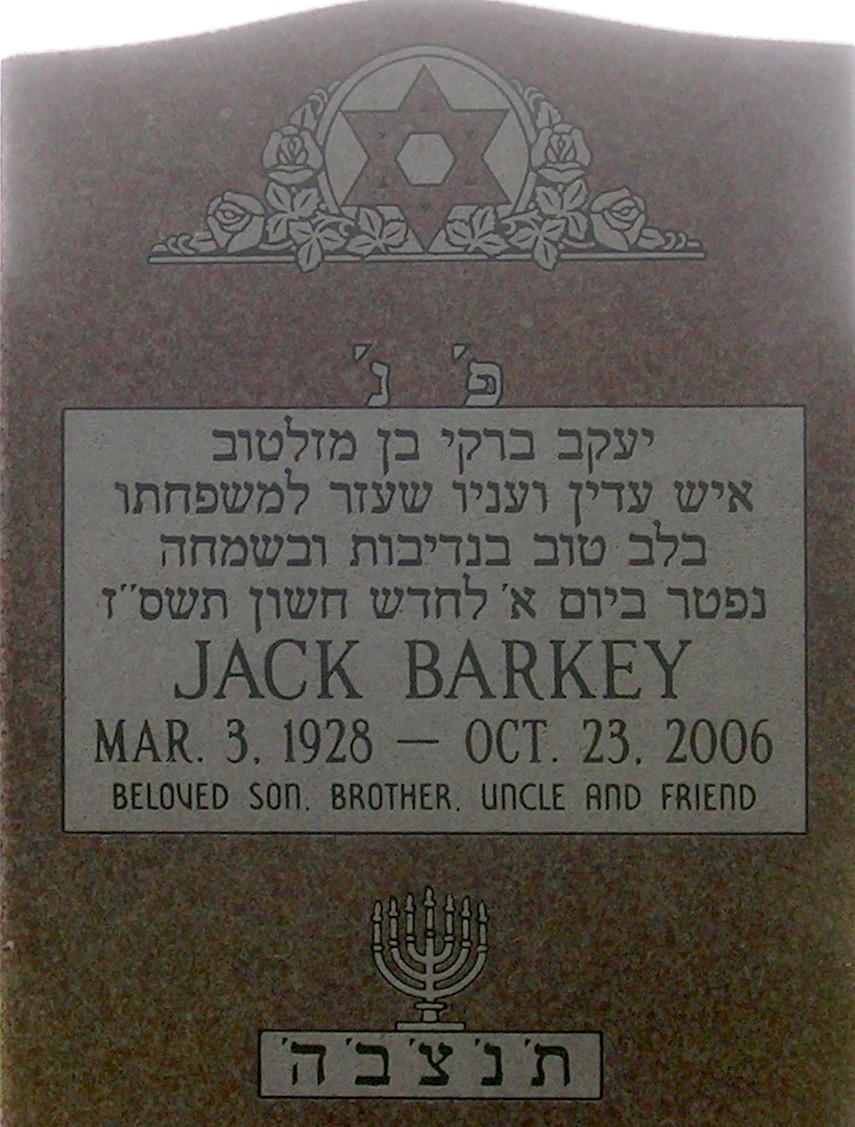 פ' נ'
יעקב ברקי בן מזלטוב
איש עדין ועניו שעזר למשפחתו
בלב טוב בנדיבות ובשמחה
נפטר ביום א' לחדש חשון תשס"ז
JACK BARKEY
MAR. 3, 1928 — OCT. 23, 2006
BELOVED SON, BROTHER, UNCLE AND FRIEND
ת' נ' צ' ב' ה'